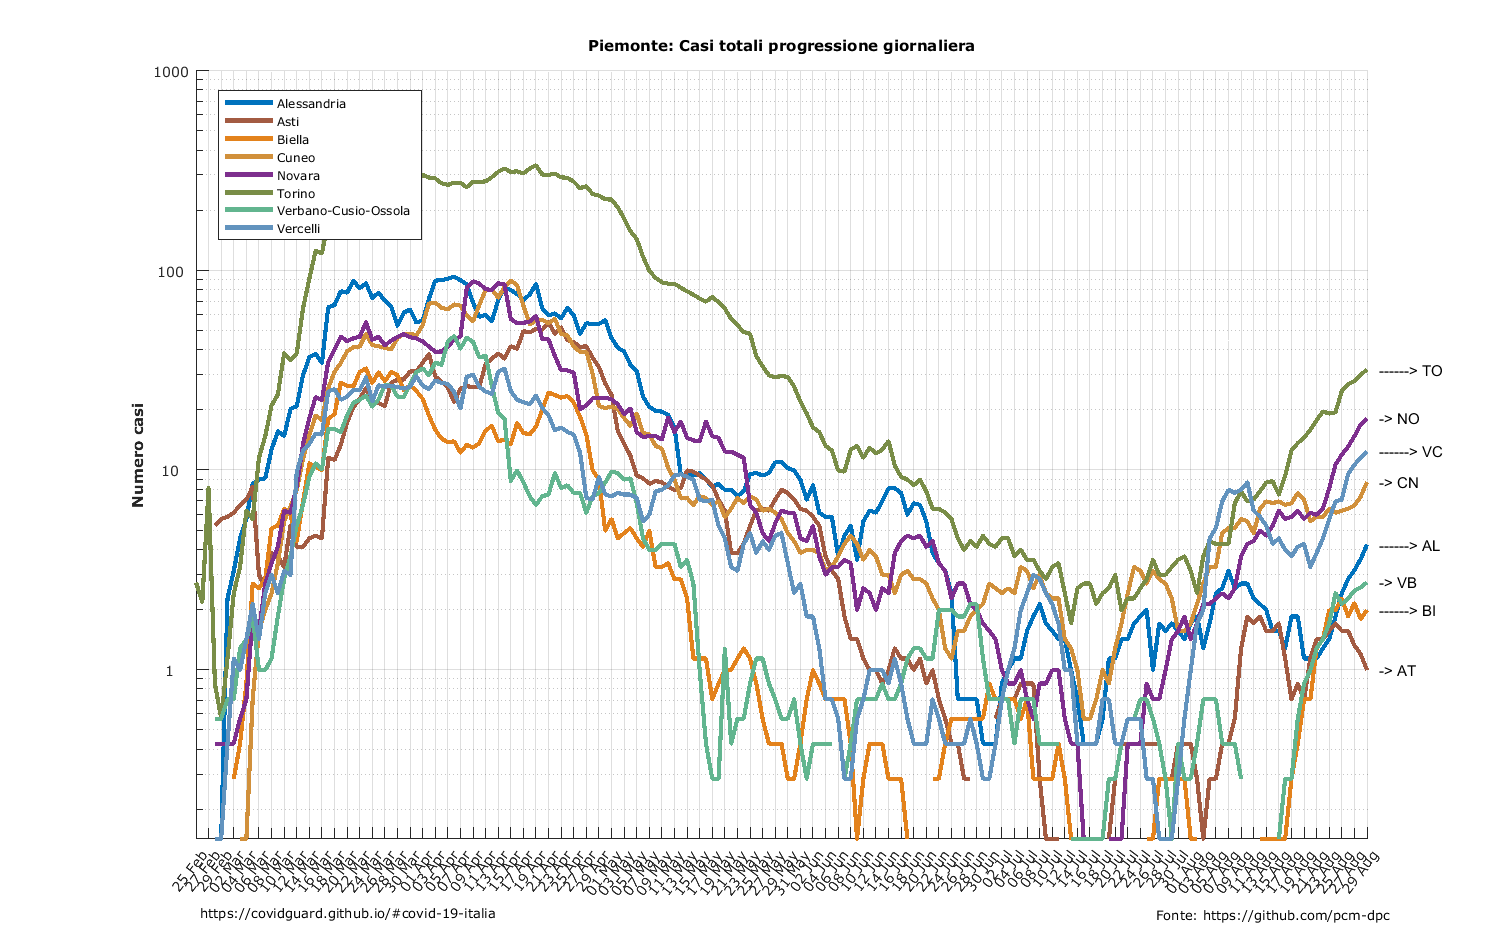 Piemonte: Casi totali progressione giornaliera
1000
100
10
1
Numero casi
Alessandria
Asti
Biella
Cuneo
Novara
Torino
Verbano-Cusio-Ossola
Vercelli
------> TO
-> NO
------> VC
-> CN
------> AL
-> VB
------> BI
-> AT
25 Feb
27 Feb
29 Feb
02 Mar
04 Mar
06 Mar
08 Mar
10 Mar
12 Mar
14 Mar
16 Mar
18 Mar
20 Mar
22 Mar
24 Mar
26 Mar
28 Mar
30 Mar
01 Apr
03 Apr
05 Apr
07 Apr
09 Apr
11 Apr
13 Apr
15 Apr
17 Apr
19 Apr
21 Apr
23 Apr
25 Apr
27 Apr
29 Apr
01 May
03 May
05 May
07 May
09 May
11 May
13 May
15 May
17 May
19 May
21 May
23 May
25 May
27 May
29 May
31 May
02 Jun
04 Jun
06 Jun
08 Jun
10 Jun
12 Jun
14 Jun
16 Jun
18 Jun
20 Jun
22 Jun
24 Jun
26 Jun
28 Jun
30 Jun
02 Jul
04 Jul
06 Jul
08 Jul
10 Jul
12 Jul
14 Jul
16 Jul
18 Jul
20 Jul
22 Jul
24 Jul
26 Jul
28 Jul
30 Jul
01 Aug
03 Aug
05 Aug
07 Aug
09 Aug
11 Aug
13 Aug
15 Aug
17 Aug
19 Aug
21 Aug
23 Aug
25 Aug
27 Aug
29 Aug
https://covidguard.github.io/#covid-19-italia
Fonte: https://github.com/pcm-dpc